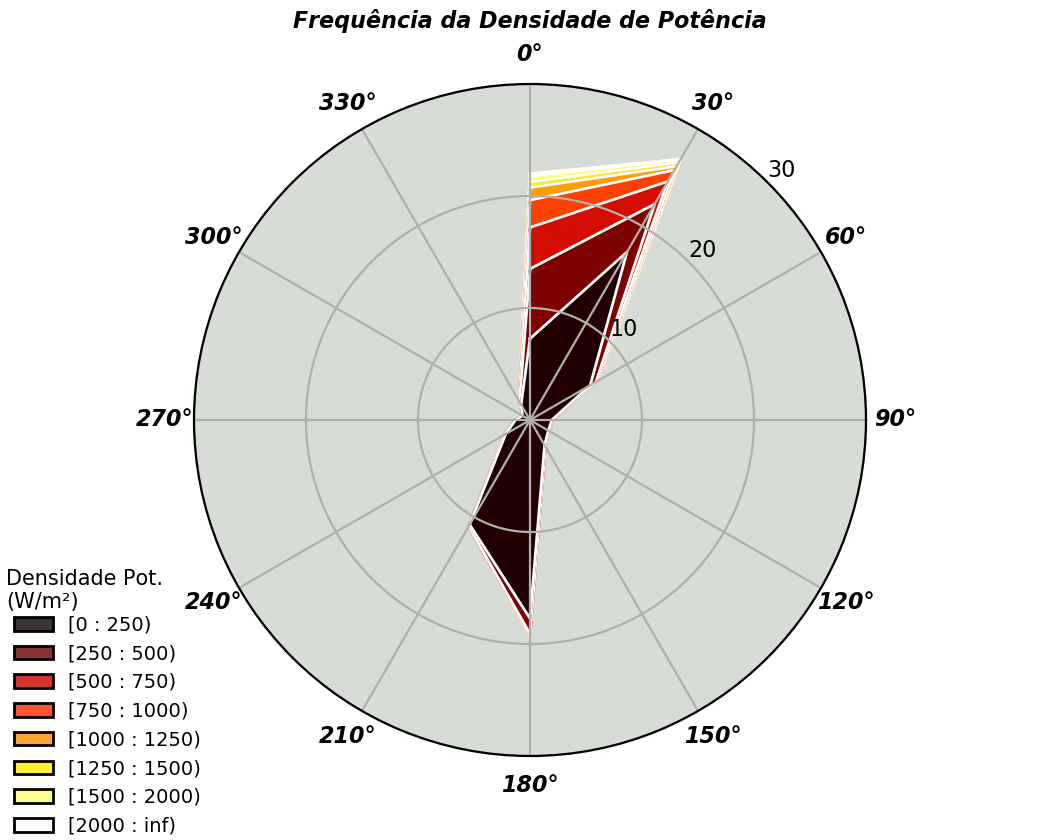 Frequência da Densidade de Potência
0°
330°
30°
30
300°
60°
20
10
270°
90°
Densidade Pot.
(W/m²)
240°
120°
[0 : 250)
[250 : 500)
[500 : 750)
[750 : 1000)
210°
150°
[1000 : 1250)
[1250 : 1500)
180°
[1500 : 2000)
[2000 : inf)